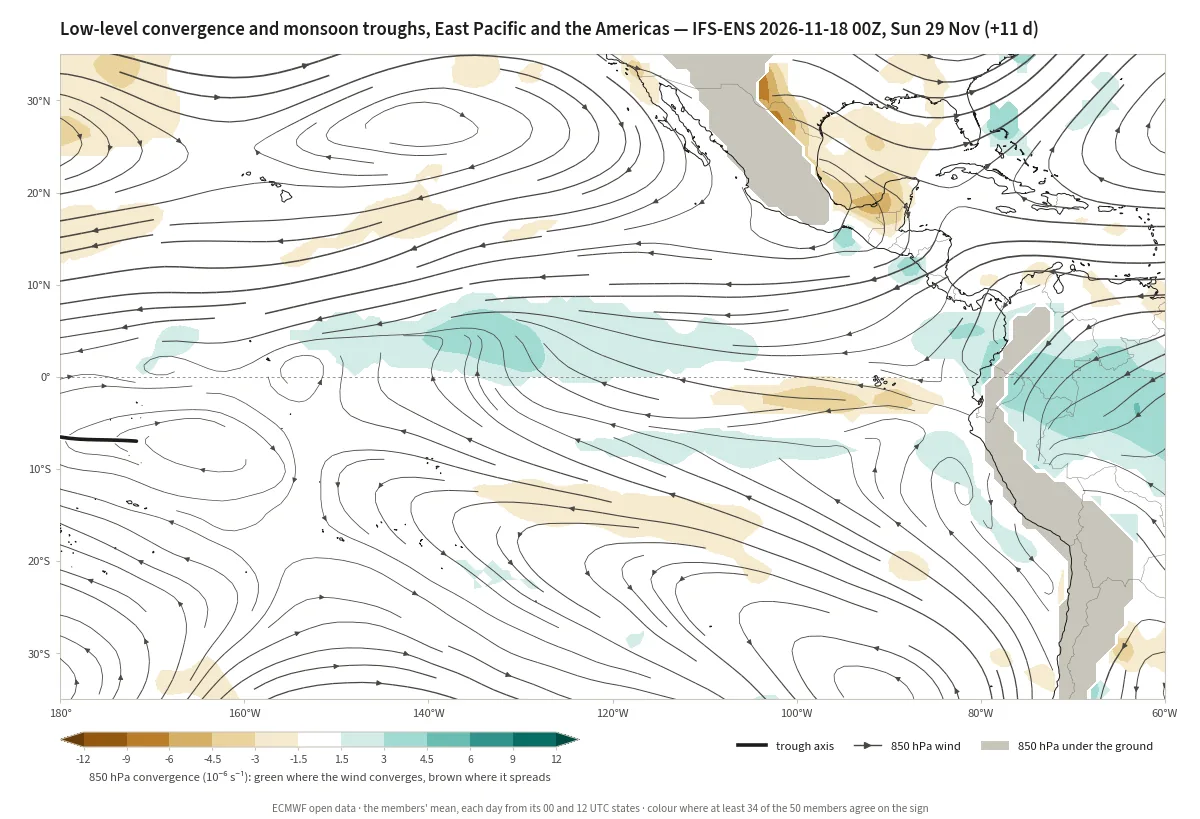 Low-level convergence and monsoon troughs, East Pacific and the Americas — IFS-ENS 2026-11-18 00Z, Sun 29 Nov (+11 d)
30°N
20°N
10°N
0°
10°S
20°S
30°S
180° 160°W 140°W 120°W 100°W 80°W 60°W
-12 -9 -6 -4.5 -3 -1.5 1.5 3 4.5 6 9 12
850 hPa convergence (10⁻⁶ s⁻¹): green where the wind converges, brown where it spreads
trough axis 850 hPa wind 850 hPa under the ground
ECMWF open data · the members' mean, each day from its 00 and 12 UTC states · colour where at least 34 of the 50 members agree on the sign